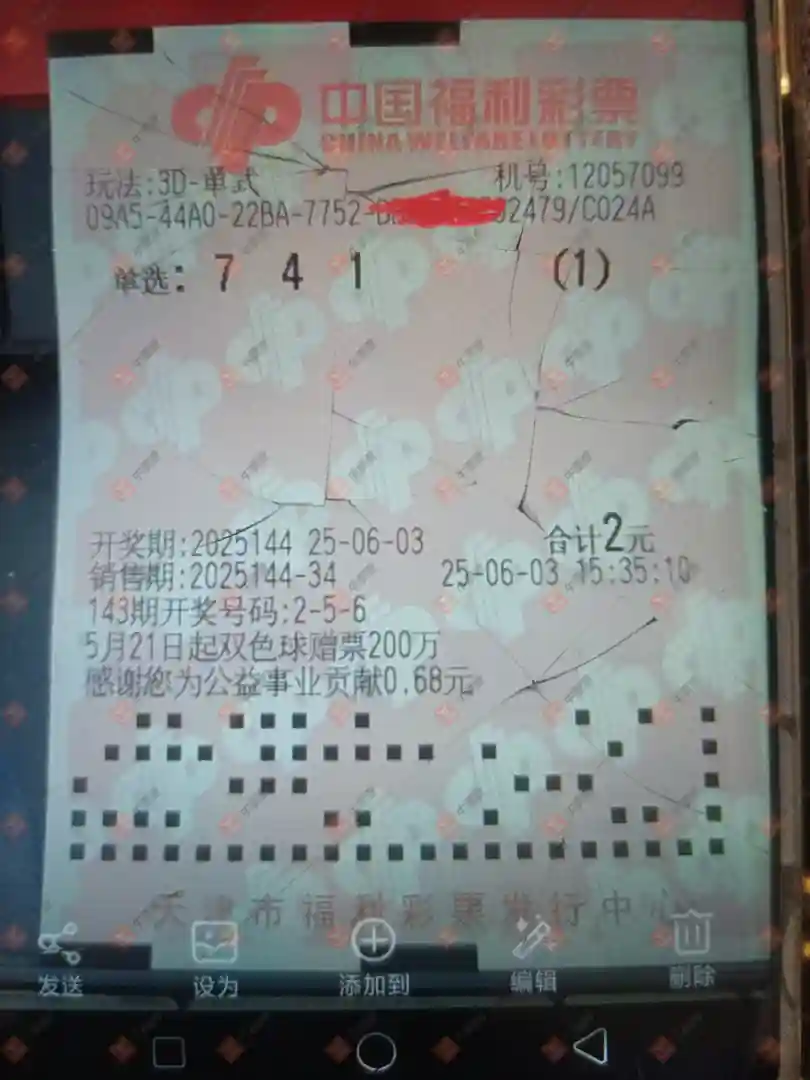 中国福利彩票
CHINA WELFARE LOTTERY
玩法:3D-单式 机号:12057099
09A5-44A0-22BA-7752- 02479/C024A
单选: 7 4 1 (1)
开奖期:2025144 25-06-03 合计2元
销售期:2025144-34 25-06-03 15:35:10
143期开奖号码:2-5-6
5月21日起双色球赠票200万
感谢您为公益事业贡献0.68元
天津市福利彩票发行中心
发送 设为 添加到 编辑 删除